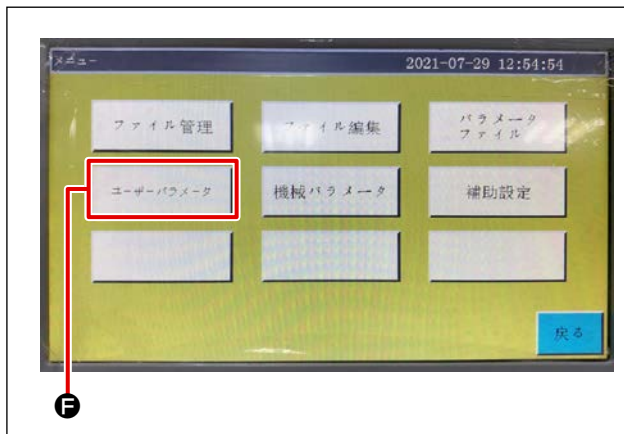 メニュー 2021-07-29 12:54:54
ファイル管理 ファイル編集 パラメータ
ファイル
ユーザーパラメータ 機械パラメータ 補助設定
戻る
F